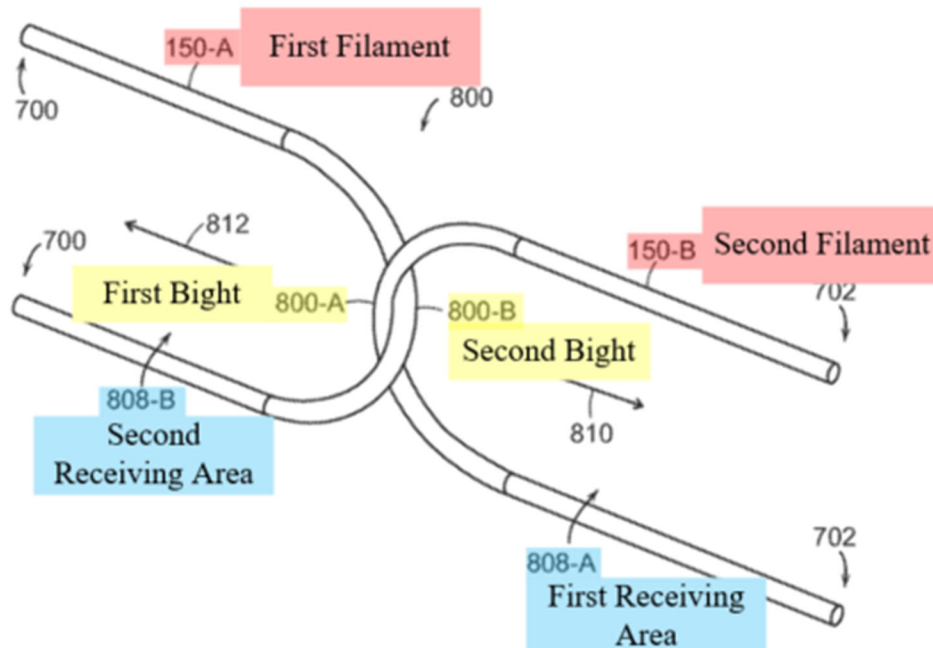 150-A First Filament
700
800
812
700
150-B Second Filament
702
First Bight 800-A
800-B
Second Bight
808-B
Second
Receiving Area
810
702
808-A
First Receiving
Area